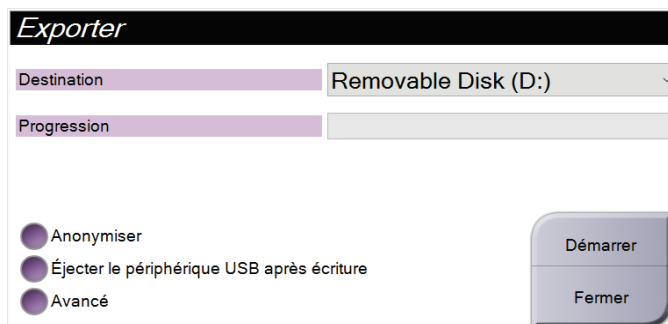 Exporter
Destination
Removable Disk (D:)
Progression
Anonymiser
Éjecter le périphérique USB après écriture
Avancé
Démarrer
Fermer